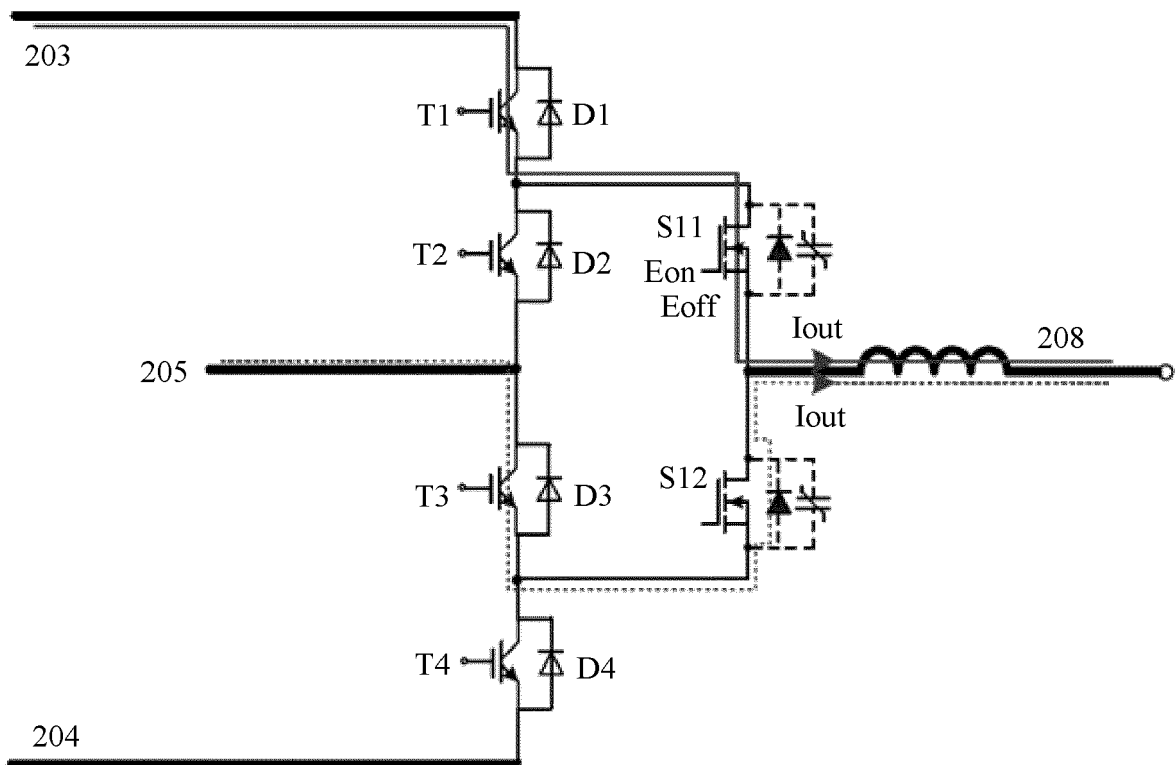 203
T1
D1
T2
D2
S11
Eon
Eoff
Iout
208
205
Iout
T3
D3
S12
T4
D4
204